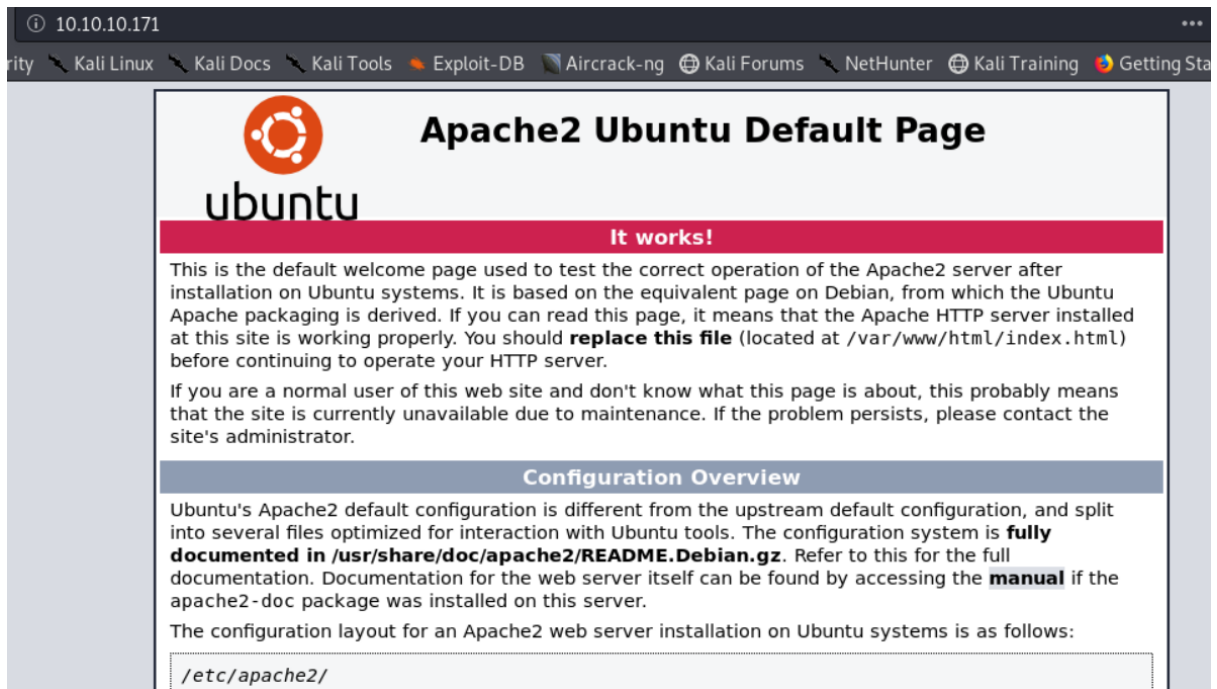 10.10.10.171
rity Kali Linux Kali Docs Kali Tools Exploit-DB Aircrack-ng Kali Forums NetHunter Kali Training Getting Sta
ubuntu
Apache2 Ubuntu Default Page
It works!
This is the default welcome page used to test the correct operation of the Apache2 server after
installation on Ubuntu systems. It is based on the equivalent page on Debian, from which the Ubuntu
Apache packaging is derived. If you can read this page, it means that the Apache HTTP server installed
at this site is working properly. You should replace this file (located at /var/www/html/index.html)
before continuing to operate your HTTP server.
If you are a normal user of this web site and don't know what this page is about, this probably means
that the site is currently unavailable due to maintenance. If the problem persists, please contact the
site's administrator.
Configuration Overview
Ubuntu's Apache2 default configuration is different from the upstream default configuration, and split
into several files optimized for interaction with Ubuntu tools. The configuration system is fully
documented in /usr/share/doc/apache2/README.Debian.gz. Refer to this for the full
documentation. Documentation for the web server itself can be found by accessing the manual if the
apache2-doc package was installed on this server.
The configuration layout for an Apache2 web server installation on Ubuntu systems is as follows:
/etc/apache2/